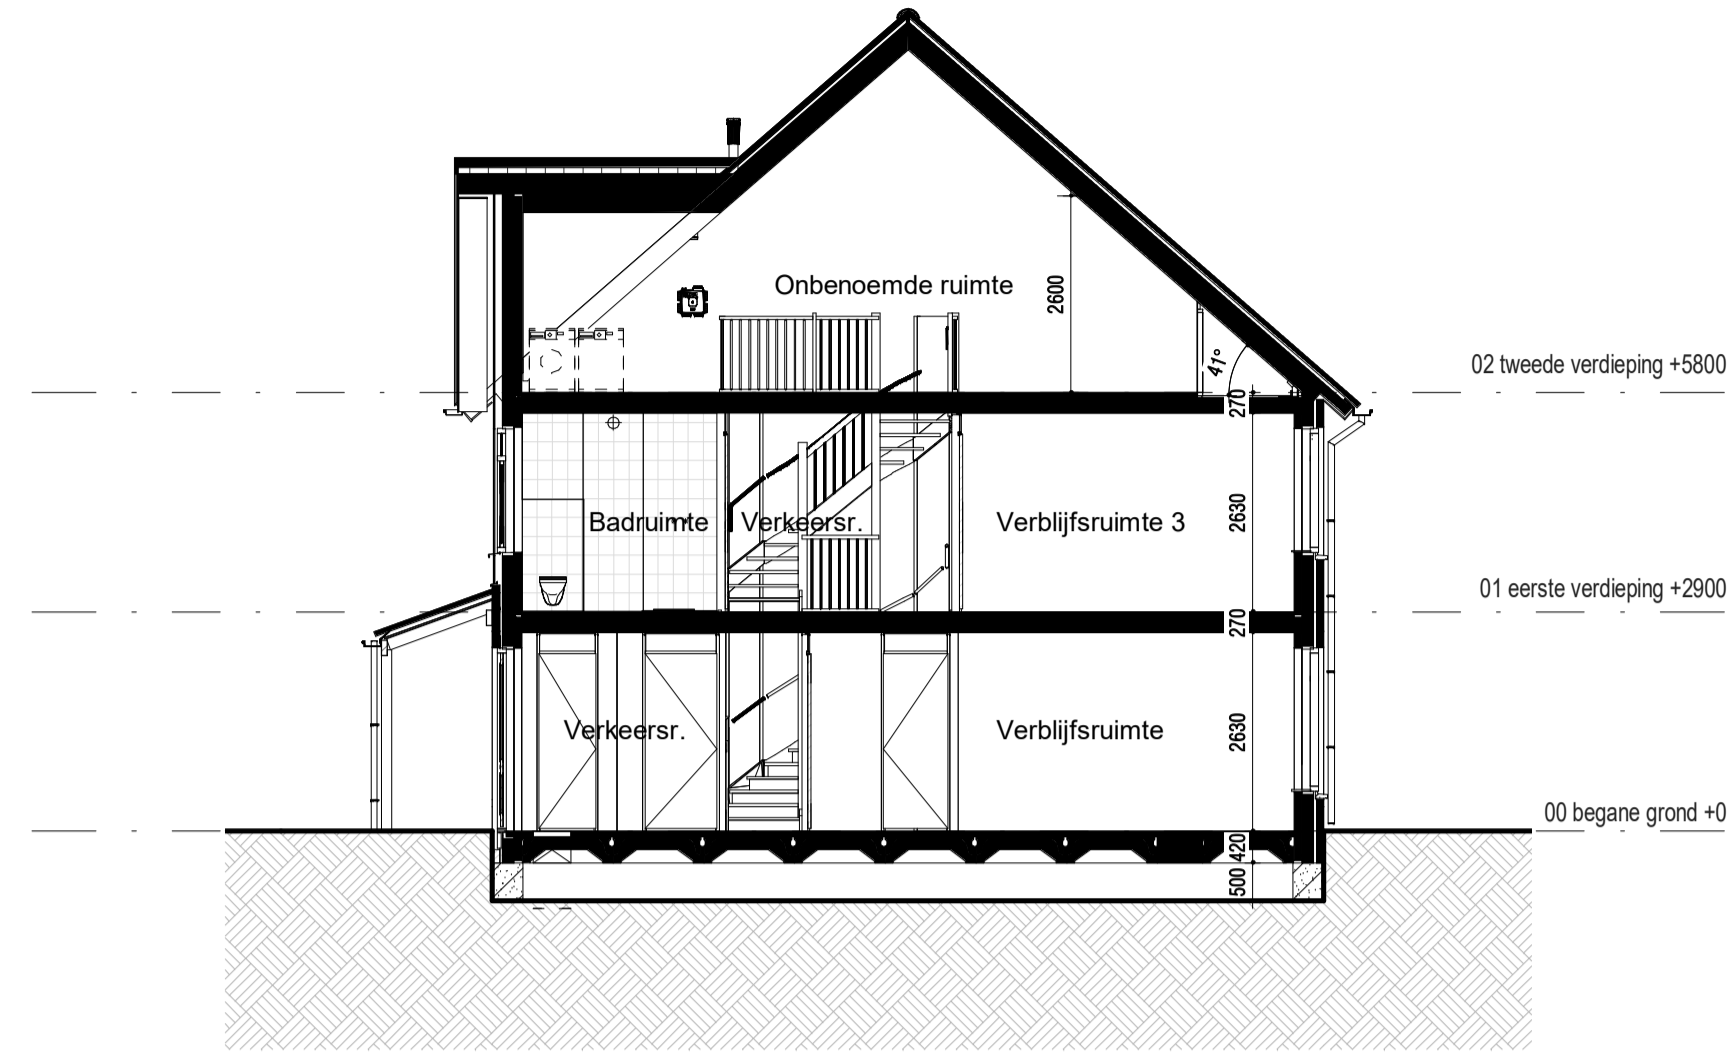 Onbenoemde ruimte
2600
41°
02 tweede verdieping +5800
270
Badruimte
Verkeersr.
Verblijfsruimte 3
2630
01 eerste verdieping +2900
270
Verkeersr.
Verblijfsruimte
2630
00 begane grond +0
420
500